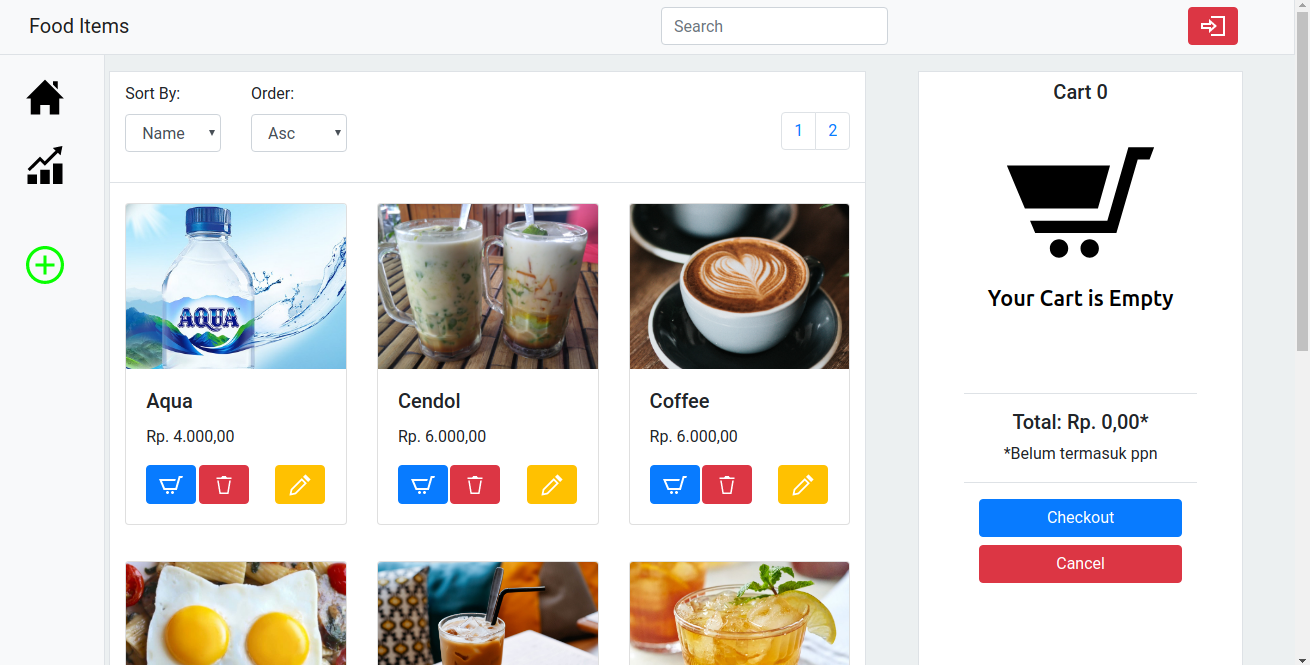 Food Items
Search
Sort By:
Order:
Name
Asc
1
2
AQUA
Aqua
Rp. 4.000,00
Cendol
Rp. 6.000,00
Coffee
Rp. 6.000,00
Cart 0
Your Cart is Empty
Total: Rp. 0,00*
*Belum termasuk ppn
Checkout
Cancel